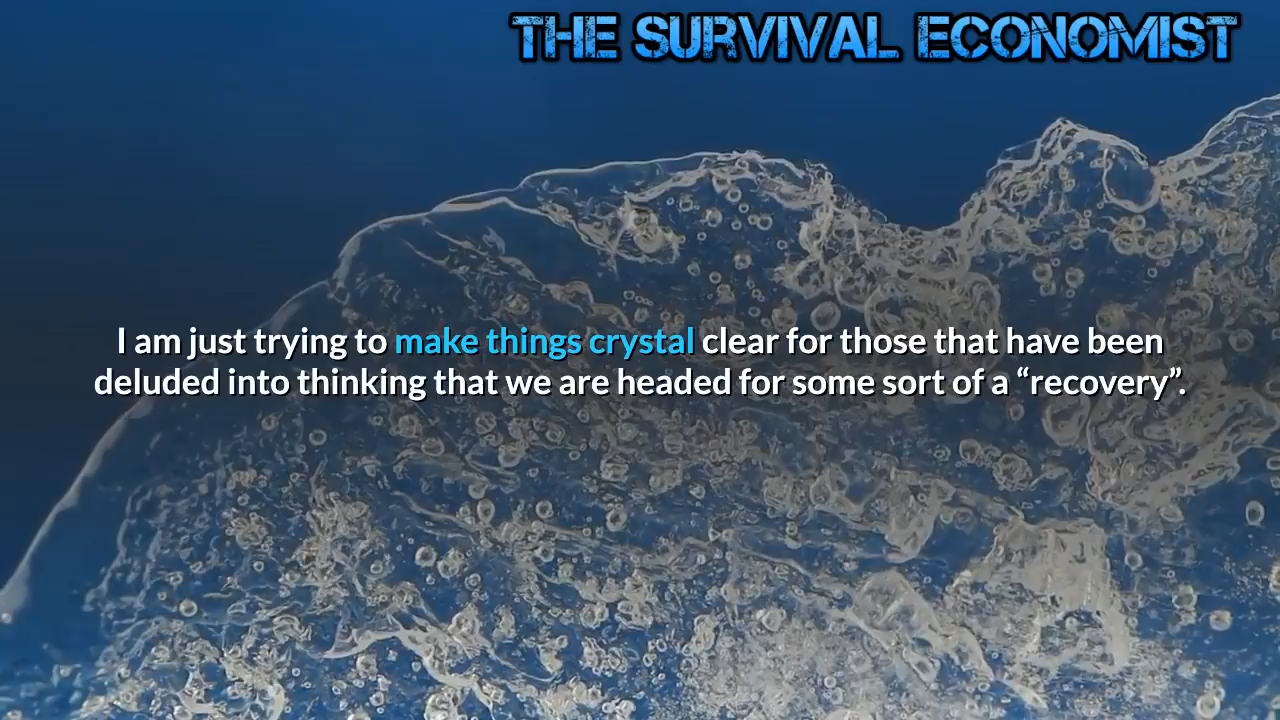 THE SURVIVAL ECONOMIST
I am just trying to make things crystal clear for those that have been
deluded into thinking that we are headed for some sort of a “recovery”.